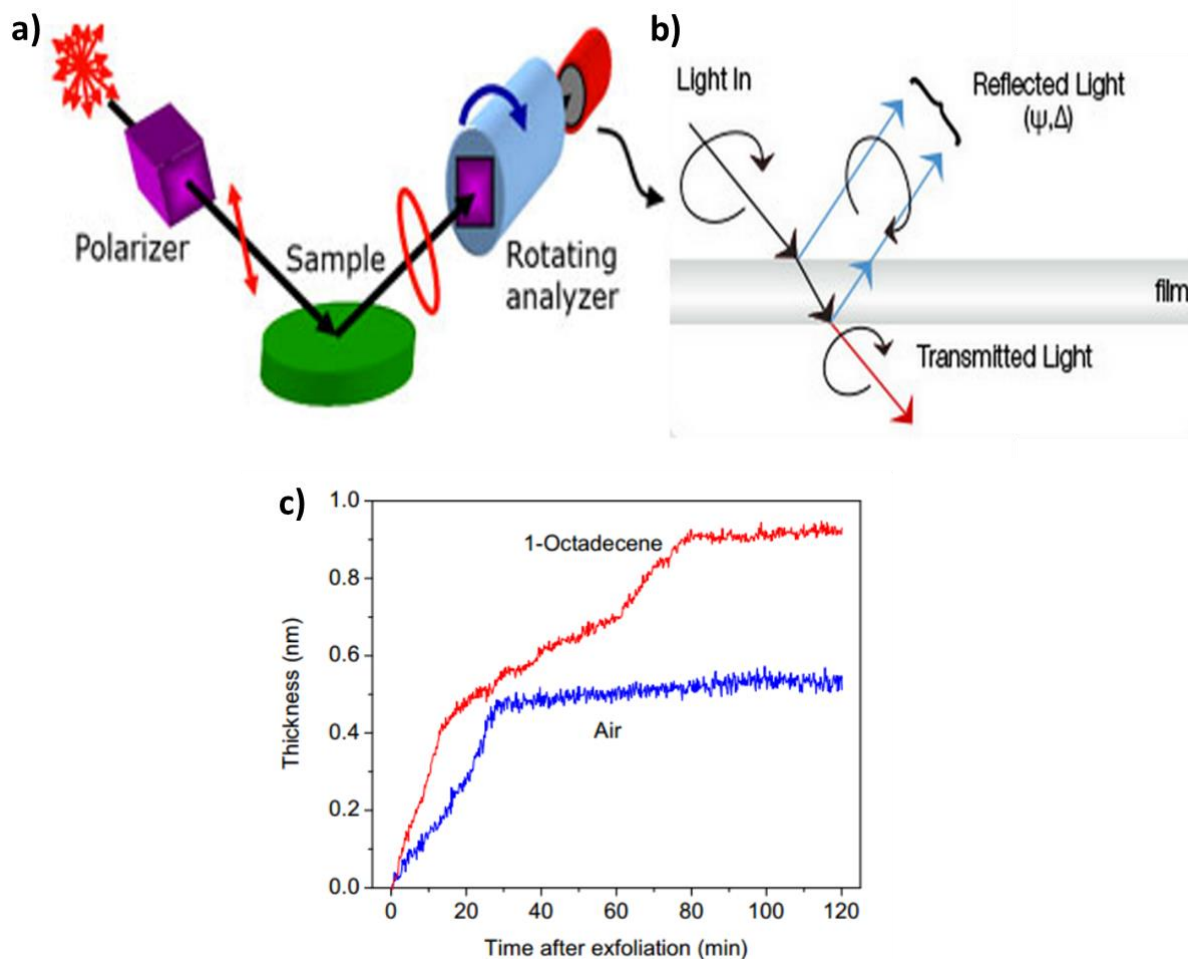 a)
Polarizer
Sample
Rotating
analyzer
b)
Light In
Reflected Light
(Ψ,Δ)
film
Transmitted Light
c)
1.0
0.8
0.6
0.4
0.2
0.0
Thickness (nm)
1-Octadecene
Air
0 20 40 60 80 100 120
Time after exfoliation (min)